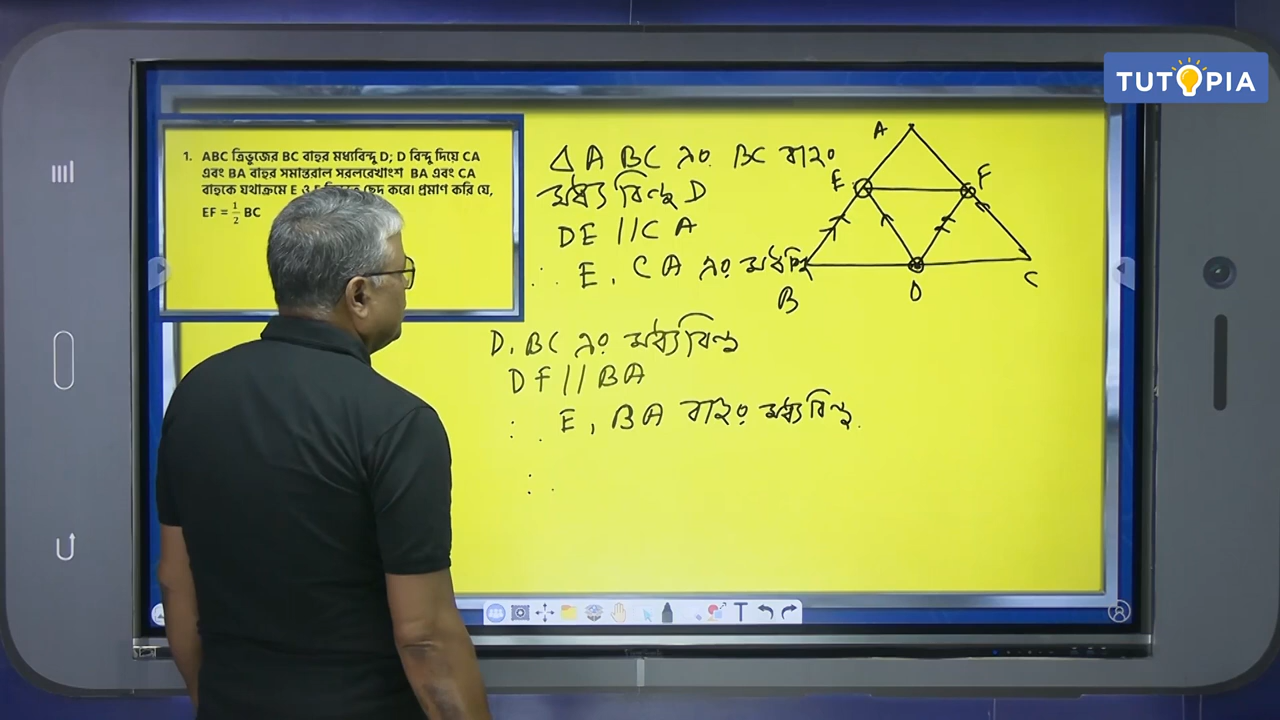 TUTOPIA
1. ABC ত্রিভুজের BC বাহুর মধ্যবিন্দু D; D বিন্দু দিয়ে CA
এবং BA বাহুর সমান্তরাল সরলরেখাংশ BA এবং CA
বাহুকে যথাক্রমে E ও ছেদ করে। প্রমাণ করি যে,
EF = 1/2 BC
Δ ABC এর BC বাহুর
মধ্যবিন্দু D
DE // CA
∴ E, CA এর মধ্যবিন্দু
D, BC এর মধ্যবিন্দু
DF // BA
∴ E, BA বাহুর মধ্যবিন্দু.
∴
A
E
F
B
D
C
T